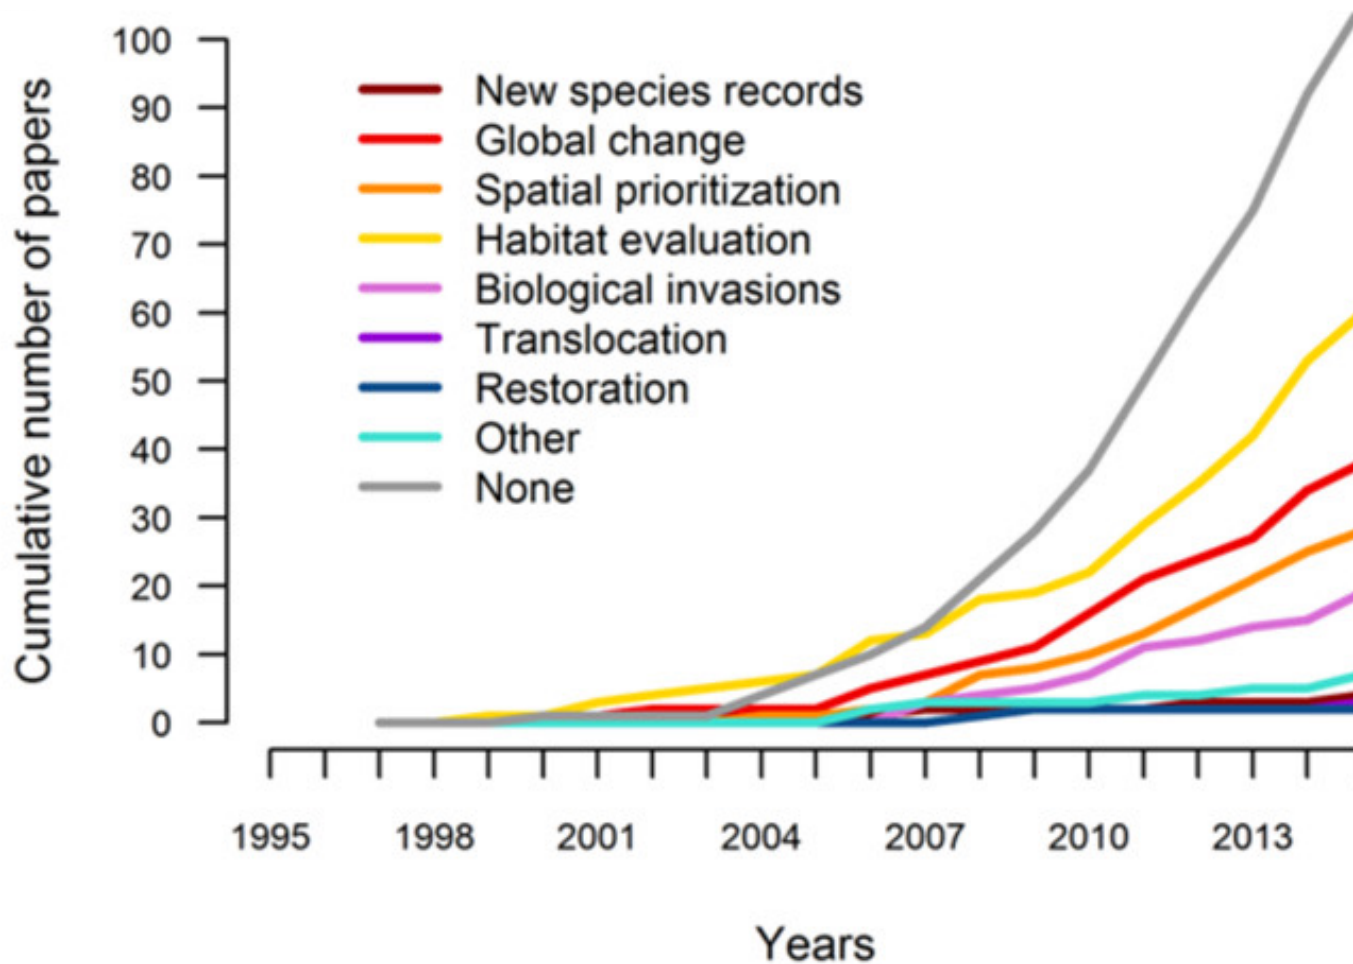 Cumulative number of papers
100
90
80
70
60
50
40
30
20
10
0
New species records
Global change
Spatial prioritization
Habitat evaluation
Biological invasions
Translocation
Restoration
Other
None
1995 1998 2001 2004 2007 2010 2013
Years